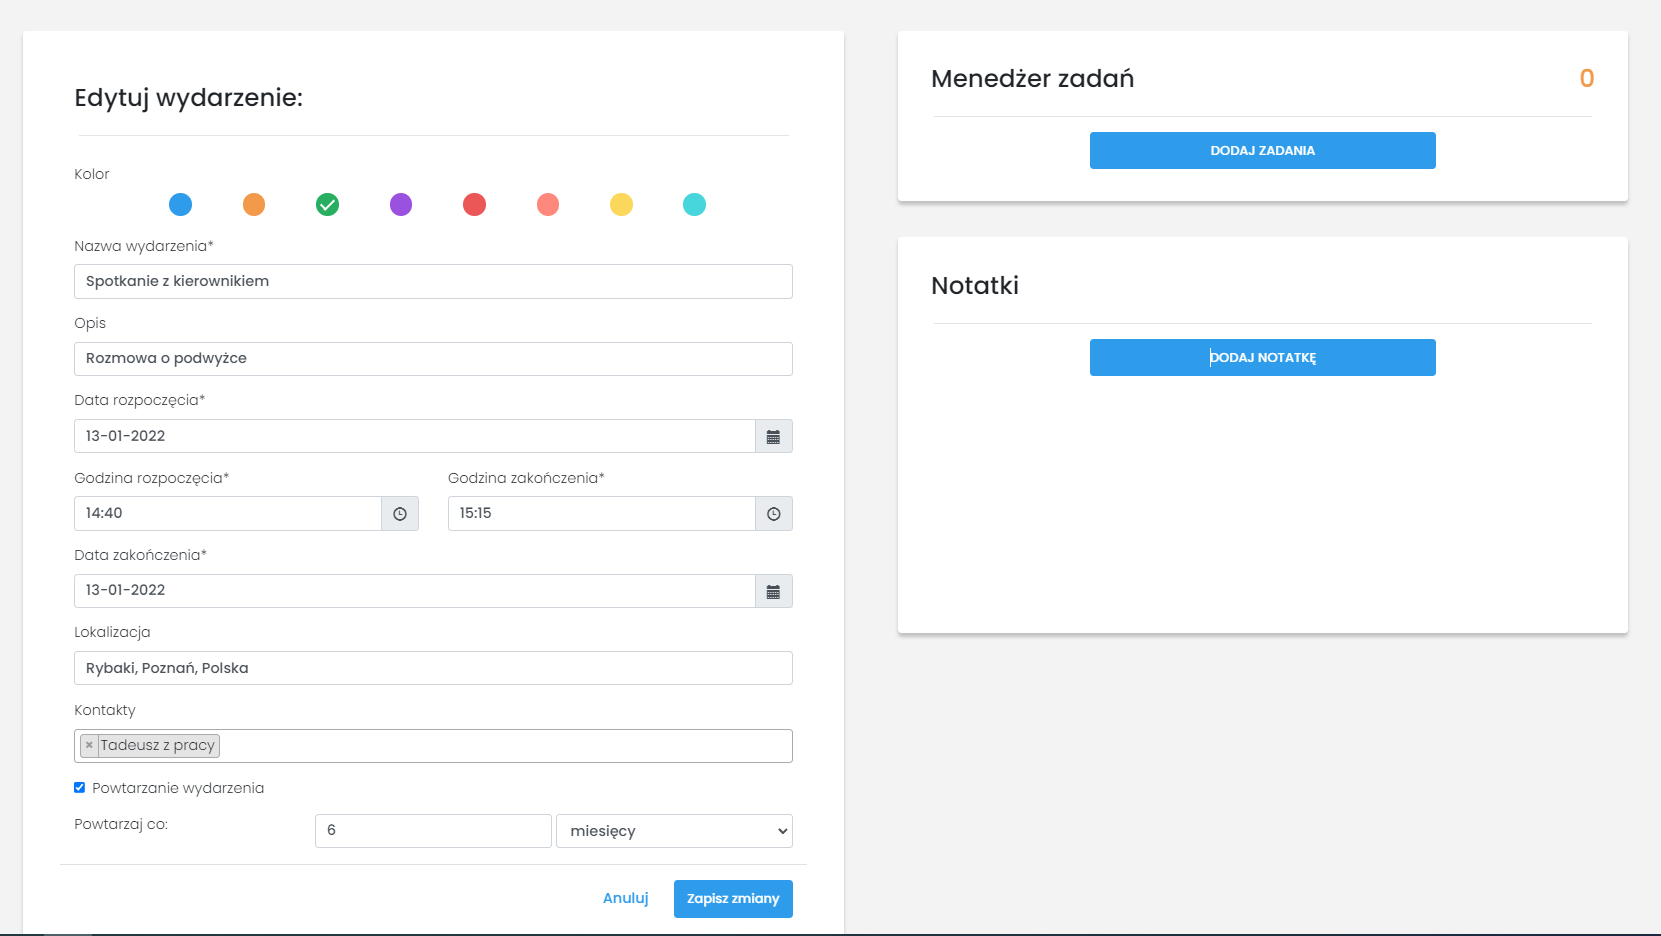 Edytuj wydarzenie:
Kolor
Nazwa wydarzenia*
Spotkanie z kierownikiem
Opis
Rozmowa o podwyżce
Data rozpoczęcia*
13-01-2022
Godzina rozpoczęcia* Godzina zakończenia*
14:40 15:15
Data zakończenia*
13-01-2022
Lokalizacja
Rybaki, Poznań, Polska
Kontakty
× Tadeusz z pracy
Powtarzanie wydarzenia
Powtarzaj co: 6 miesięcy
Anuluj Zapisz zmiany
Menedżer zadań 0
DODAJ ZADANIA
Notatki
DODAJ NOTATKĘ